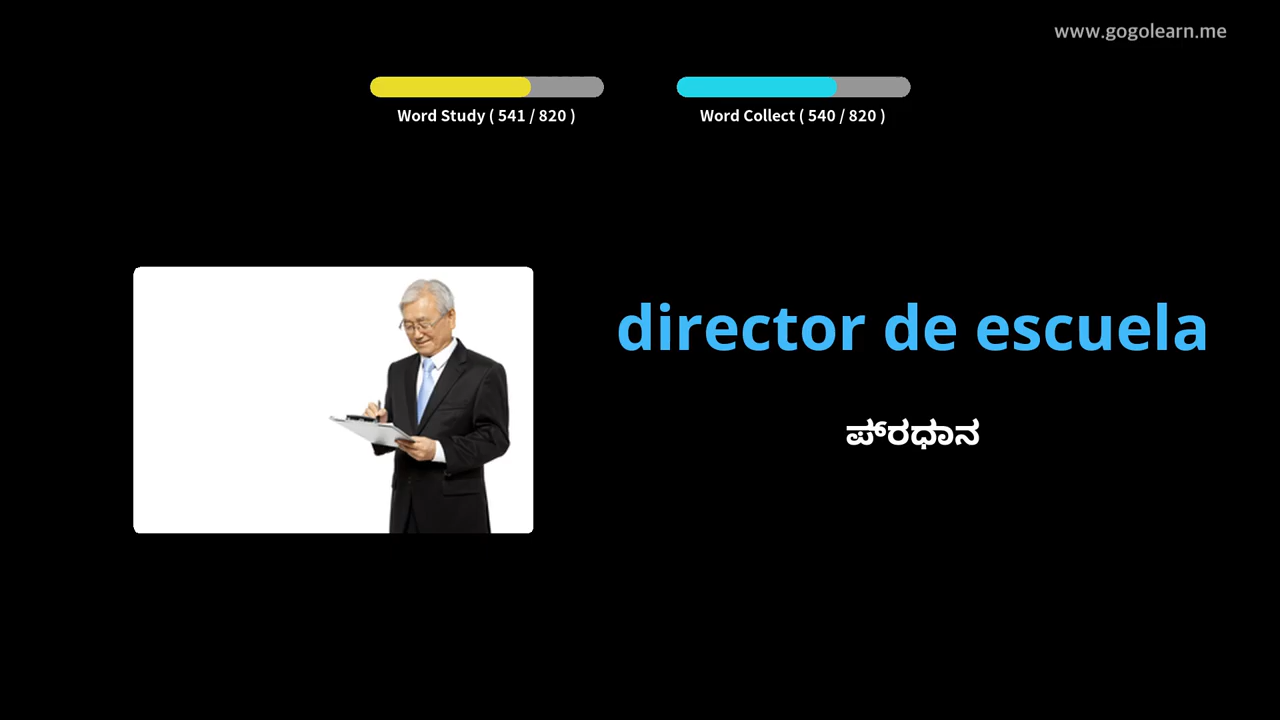 www.gogolearn.me
Word Study ( 541 / 820 )
Word Collect ( 540 / 820 )
director de escuela
ಪ್ರಧಾನ